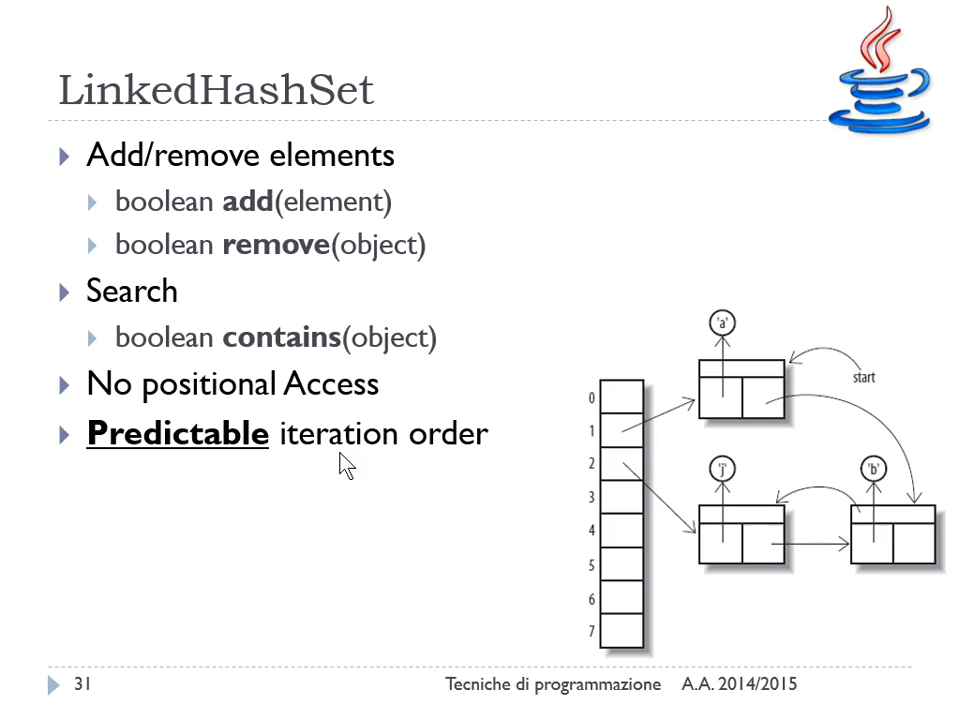 LinkedHashSet
Add/remove elements
boolean add(element)
boolean remove(object)
Search
boolean contains(object)
No positional Access
Predictable iteration order
'a'
start
0
1
2
3
4
5
6
7
'j'
'b'
31
Tecniche di programmazione A.A. 2014/2015